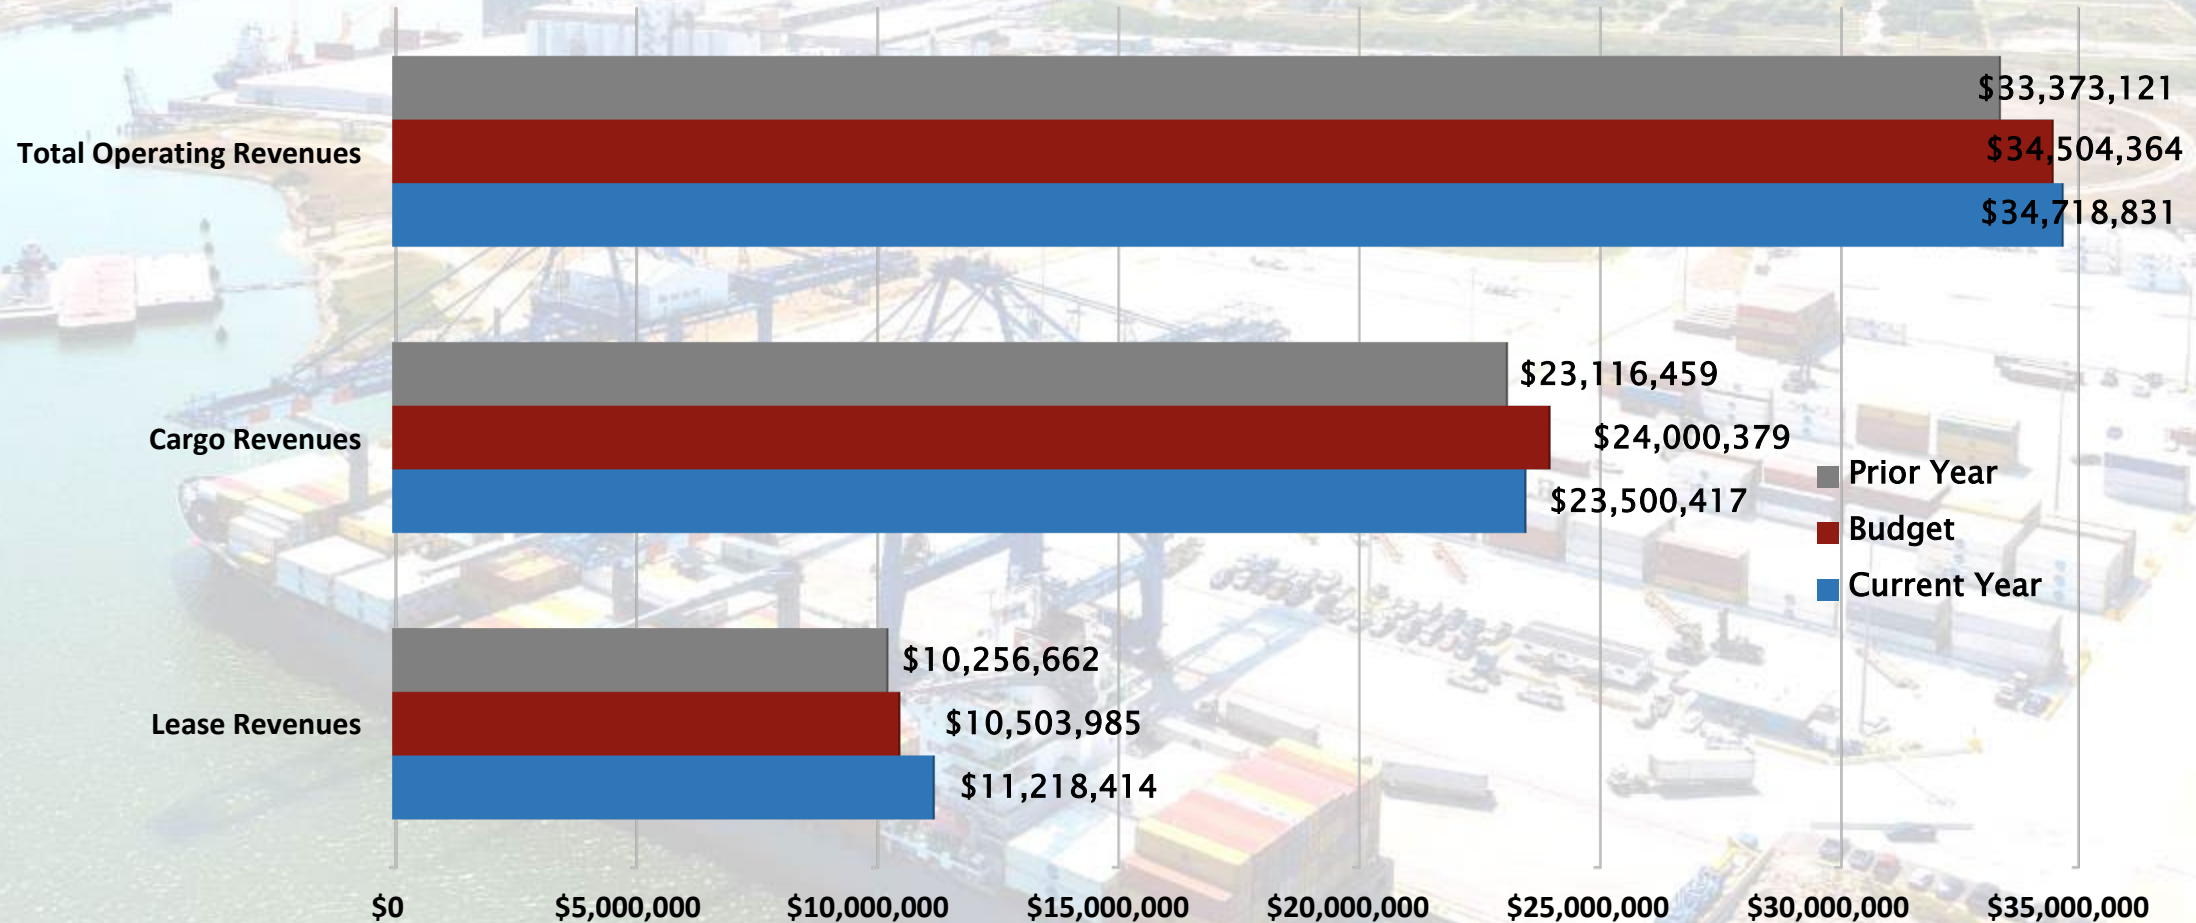 Total Operating Revenues
$33,373,121
$34,504,364
$34,718,831
Cargo Revenues
$23,116,459
$24,000,379
$23,500,417
Prior Year
Budget
Current Year
Lease Revenues
$10,256,662
$10,503,985
$11,218,414
$0 $5,000,000 $10,000,000 $15,000,000 $20,000,000 $25,000,000 $30,000,000 $35,000,000